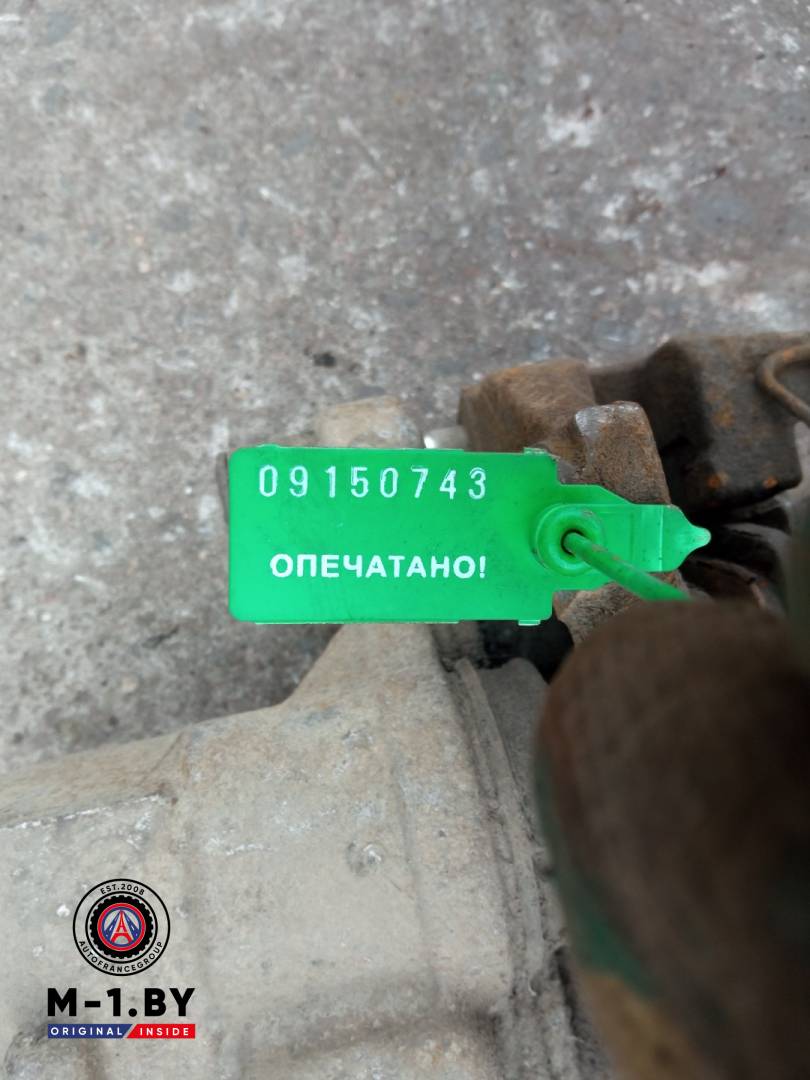 09150743
ОПЕЧАТАНО!
EST.2008
AUTOFRANCEGROUP
M-1.BY
ORIGINAL INSIDE